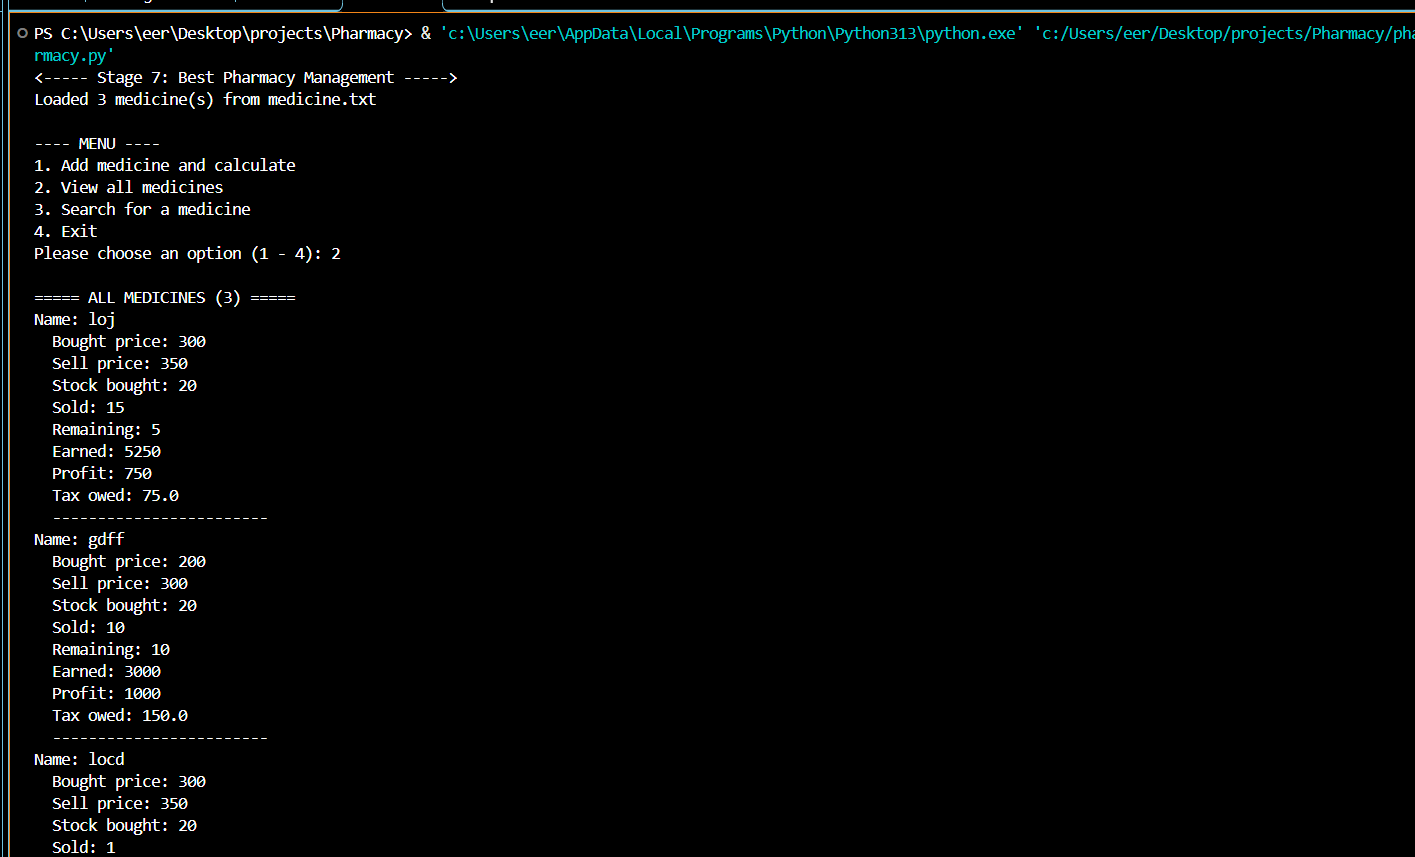 PS C:\Users\eer\Desktop\projects\Pharmacy> & 'c:\Users\eer\AppData\Local\Programs\Python\Python313\python.exe' 'c:/Users/eer/Desktop/projects/Pharmacy/pha
rmacy.py'
<----- Stage 7: Best Pharmacy Management ----->
Loaded 3 medicine(s) from medicine.txt
---- MENU ----
1. Add medicine and calculate
2. View all medicines
3. Search for a medicine
4. Exit
Please choose an option (1 - 4): 2
===== ALL MEDICINES (3) =====
Name: loj
Bought price: 300
Sell price: 350
Stock bought: 20
Sold: 15
Remaining: 5
Earned: 5250
Profit: 750
Tax owed: 75.0
------------------------
Name: gdff
Bought price: 200
Sell price: 300
Stock bought: 20
Sold: 10
Remaining: 10
Earned: 3000
Profit: 1000
Tax owed: 150.0
------------------------
Name: locd
Bought price: 300
Sell price: 350
Stock bought: 20
Sold: 1